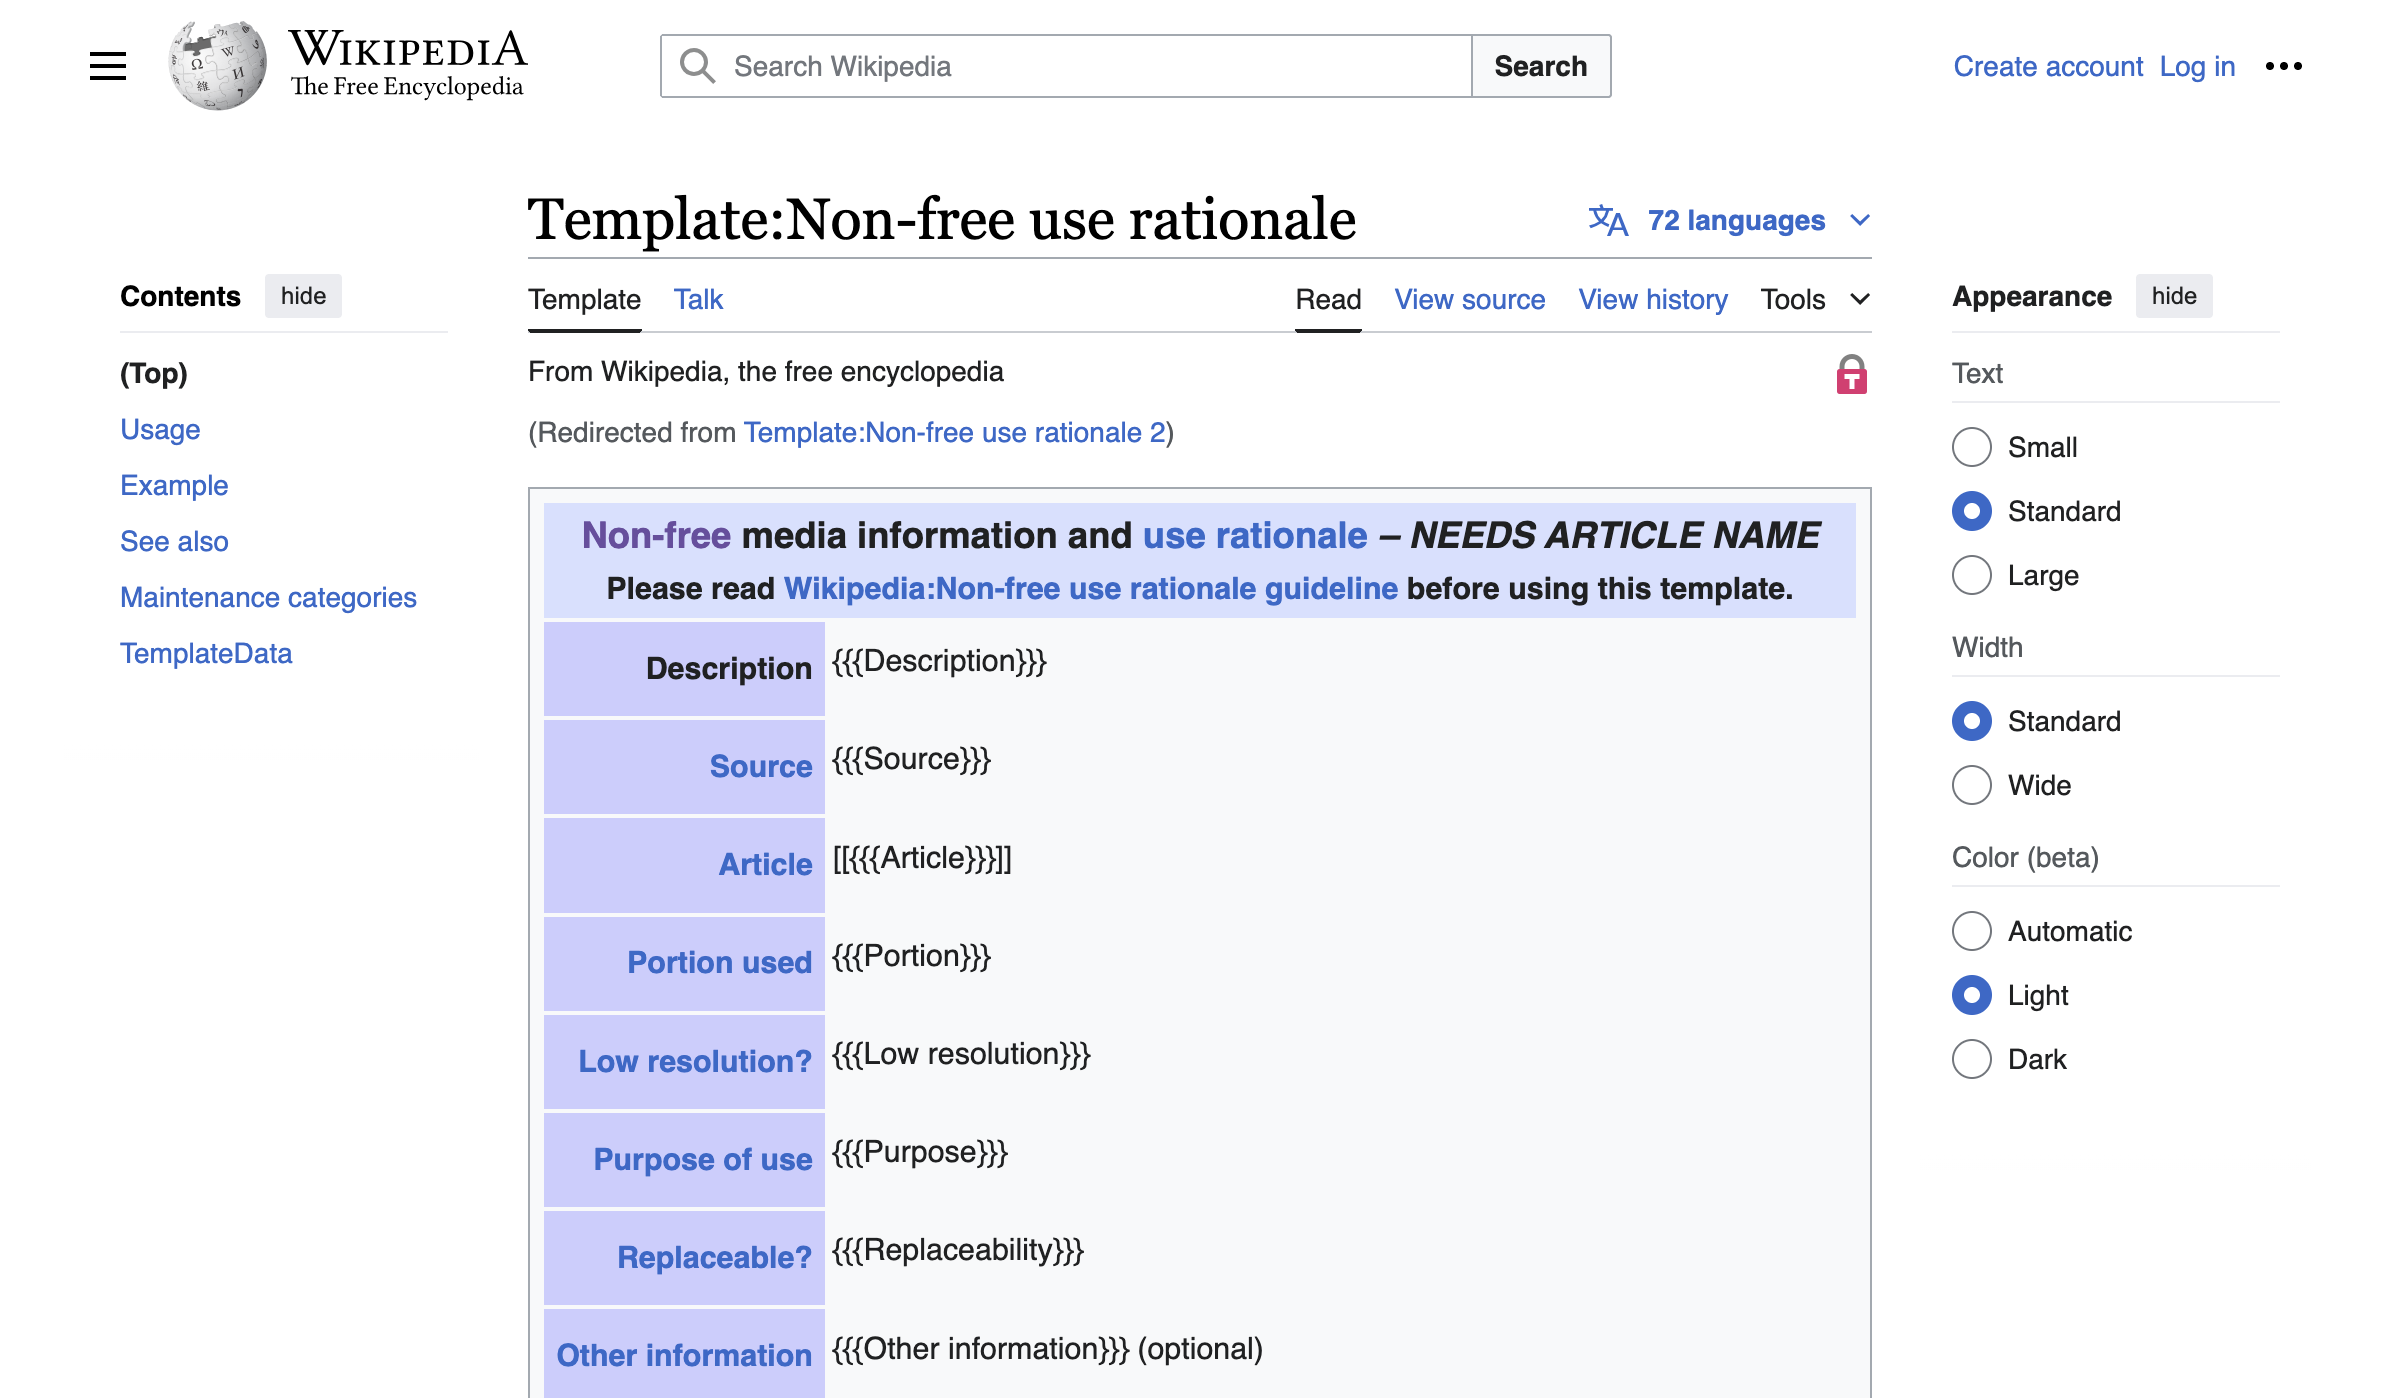 WIKIPEDIA
The Free Encyclopedia
Search Wikipedia
Search
Create account Log in
Template:Non-free use rationale
72 languages
Contents hide
(Top)
Usage
Example
See also
Maintenance categories
TemplateData
Template Talk
Read View source View history Tools
From Wikipedia, the free encyclopedia
(Redirected from Template:Non-free use rationale 2)
Non-free media information and use rationale – NEEDS ARTICLE NAME
Please read Wikipedia:Non-free use rationale guideline before using this template.
Description {{{Description}}}
Source {{{Source}}}
Article [[{{{Article}}}]]
Portion used {{{Portion}}}
Low resolution? {{{Low resolution}}}
Purpose of use {{{Purpose}}}
Replaceable? {{{Replaceability}}}
Other information {{{Other information}}} (optional)
Appearance hide
Text
Small
Standard
Large
Width
Standard
Wide
Color (beta)
Automatic
Light
Dark